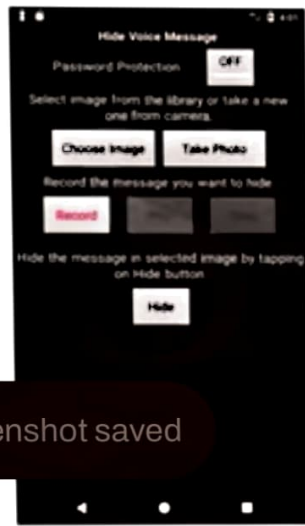 Hide Voice Message
Password Protection OFF
Select image from the library or take a new
one from camera.
Choose Image Take Photo
Record the message you want to hide
Record
Hide the message in selected image by tapping
on Hide button
Hide
enshot saved